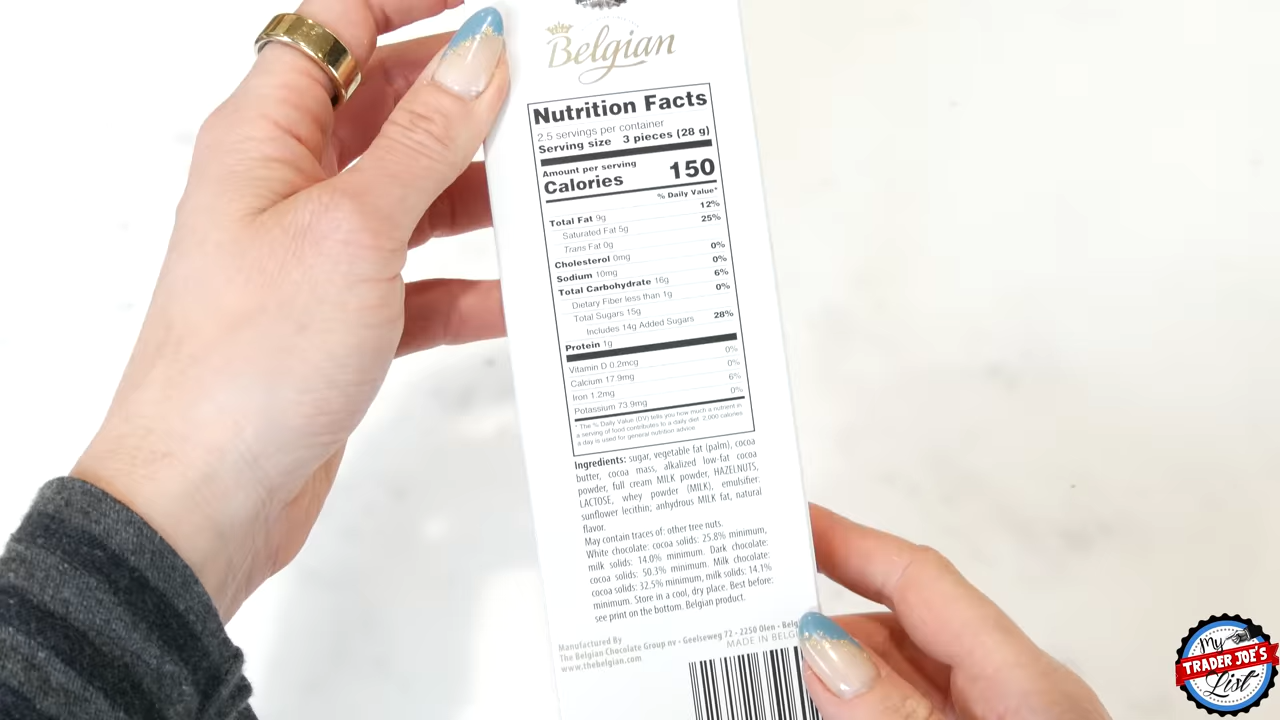 Belgian
Nutrition Facts
2.5 servings per container
Serving size 3 pieces (28 g)
Amount per serving
Calories 150
% Daily Value*
Total Fat 9g 12%
Saturated Fat 5g 25%
Trans Fat 0g
Cholesterol 0mg 0%
Sodium 10mg 0%
Total Carbohydrate 16g 6%
Dietary Fiber less than 1g 0%
Total Sugars 15g
Includes 14g Added Sugars 28%
Protein 1g
Vitamin D 0.2mcg 0%
Calcium 17.9mg 0%
Iron 1.2mg 6%
Potassium 73.9mg 0%
* The % Daily Value (DV) tells you how much a nutrient in
a serving of food contributes to a daily diet. 2,000 calories
a day is used for general nutrition advice.
Ingredients: sugar, vegetable fat (palm), cocoa
butter, cocoa mass, alkalized low-fat cocoa
powder, full cream MILK powder, HAZELNUTS,
LACTOSE, whey powder (MILK), emulsifier:
sunflower lecithin; anhydrous MILK fat, natural
flavor.
May contain traces of: other tree nuts.
White chocolate: cocoa solids: 25.8% minimum,
milk solids: 14.0% minimum. Dark chocolate:
cocoa solids: 50.3% minimum. Milk chocolate:
cocoa solids: 32.5% minimum, milk solids: 14.1%
minimum. Store in a cool, dry place. Best before:
see print on the bottom. Belgian product.
Manufactured By
The Belgian Chocolate Group nv • Geelseweg 72 • 2250 Olen • Belg
www.thebelgian.com
MADE IN BELGI
My
TRADER JOE'S
List